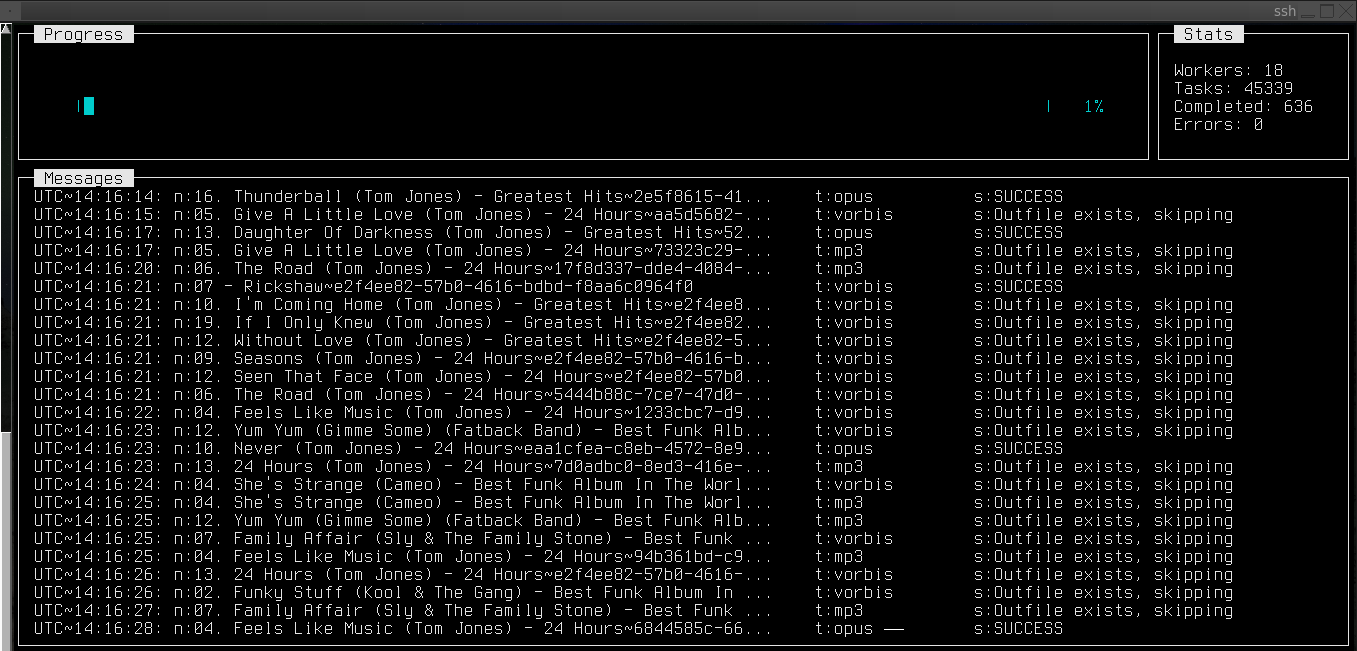 ssh
Progress
1%
Stats
Workers: 18
Tasks: 45339
Completed: 636
Errors: 0
Messages
UTC~14:16:14: n:16. Thunderball (Tom Jones) - Greatest Hits~2e5f8615-41... t:opus s:SUCCESS
UTC~14:16:15: n:05. Give A Little Love (Tom Jones) - 24 Hours~aa5d5682-... t:vorbis s:Outfile exists, skipping
UTC~14:16:17: n:13. Daughter Of Darkness (Tom Jones) - Greatest Hits~52... t:opus s:SUCCESS
UTC~14:16:17: n:05. Give A Little Love (Tom Jones) - 24 Hours~73323c29-... t:mp3 s:Outfile exists, skipping
UTC~14:16:20: n:06. The Road (Tom Jones) - 24 Hours~17f8d337-dde4-4084-... t:mp3 s:Outfile exists, skipping
UTC~14:16:21: n:07 - Rickshaw~e2f4ee82-57b0-4616-bdbd-f8aa6c0964f0 t:vorbis s:SUCCESS
UTC~14:16:21: n:10. I'm Coming Home (Tom Jones) - Greatest Hits~e2f4ee8... t:vorbis s:Outfile exists, skipping
UTC~14:16:21: n:19. If I Only Knew (Tom Jones) - Greatest Hits~e2f4ee82... t:vorbis s:Outfile exists, skipping
UTC~14:16:21: n:12. Without Love (Tom Jones) - Greatest Hits~e2f4ee82-5... t:vorbis s:Outfile exists, skipping
UTC~14:16:21: n:09. Seasons (Tom Jones) - 24 Hours~e2f4ee82-57b0-4616-b... t:vorbis s:Outfile exists, skipping
UTC~14:16:21: n:12. Seen That Face (Tom Jones) - 24 Hours~e2f4ee82-57b0... t:vorbis s:Outfile exists, skipping
UTC~14:16:21: n:06. The Road (Tom Jones) - 24 Hours~5444b88c-7ce7-47d0-... t:vorbis s:Outfile exists, skipping
UTC~14:16:22: n:04. Feels Like Music (Tom Jones) - 24 Hours~1233cbc7-d9... t:vorbis s:Outfile exists, skipping
UTC~14:16:23: n:12. Yum Yum (Gimme Some) (Fatback Band) - Best Funk Alb... t:vorbis s:Outfile exists, skipping
UTC~14:16:23: n:10. Never (Tom Jones) - 24 Hours~eaa1cfea-c8eb-4572-8e9... t:opus s:SUCCESS
UTC~14:16:23: n:13. 24 Hours (Tom Jones) - 24 Hours~7d0adbc0-8ed3-416e-... t:mp3 s:Outfile exists, skipping
UTC~14:16:24: n:04. She's Strange (Cameo) - Best Funk Album In The Worl... t:vorbis s:Outfile exists, skipping
UTC~14:16:25: n:04. She's Strange (Cameo) - Best Funk Album In The Worl... t:mp3 s:Outfile exists, skipping
UTC~14:16:25: n:12. Yum Yum (Gimme Some) (Fatback Band) - Best Funk Alb... t:mp3 s:Outfile exists, skipping
UTC~14:16:25: n:07. Family Affair (Sly & The Family Stone) - Best Funk ... t:vorbis s:Outfile exists, skipping
UTC~14:16:25: n:04. Feels Like Music (Tom Jones) - 24 Hours~94b361bd-c9... t:mp3 s:Outfile exists, skipping
UTC~14:16:26: n:13. 24 Hours (Tom Jones) - 24 Hours~e2f4ee82-57b0-4616-... t:vorbis s:Outfile exists, skipping
UTC~14:16:26: n:02. Funky Stuff (Kool & The Gang) - Best Funk Album In ... t:vorbis s:Outfile exists, skipping
UTC~14:16:27: n:07. Family Affair (Sly & The Family Stone) - Best Funk ... t:mp3 s:Outfile exists, skipping
UTC~14:16:28: n:04. Feels Like Music (Tom Jones) - 24 Hours~6844585c-66... t:opus s:SUCCESS